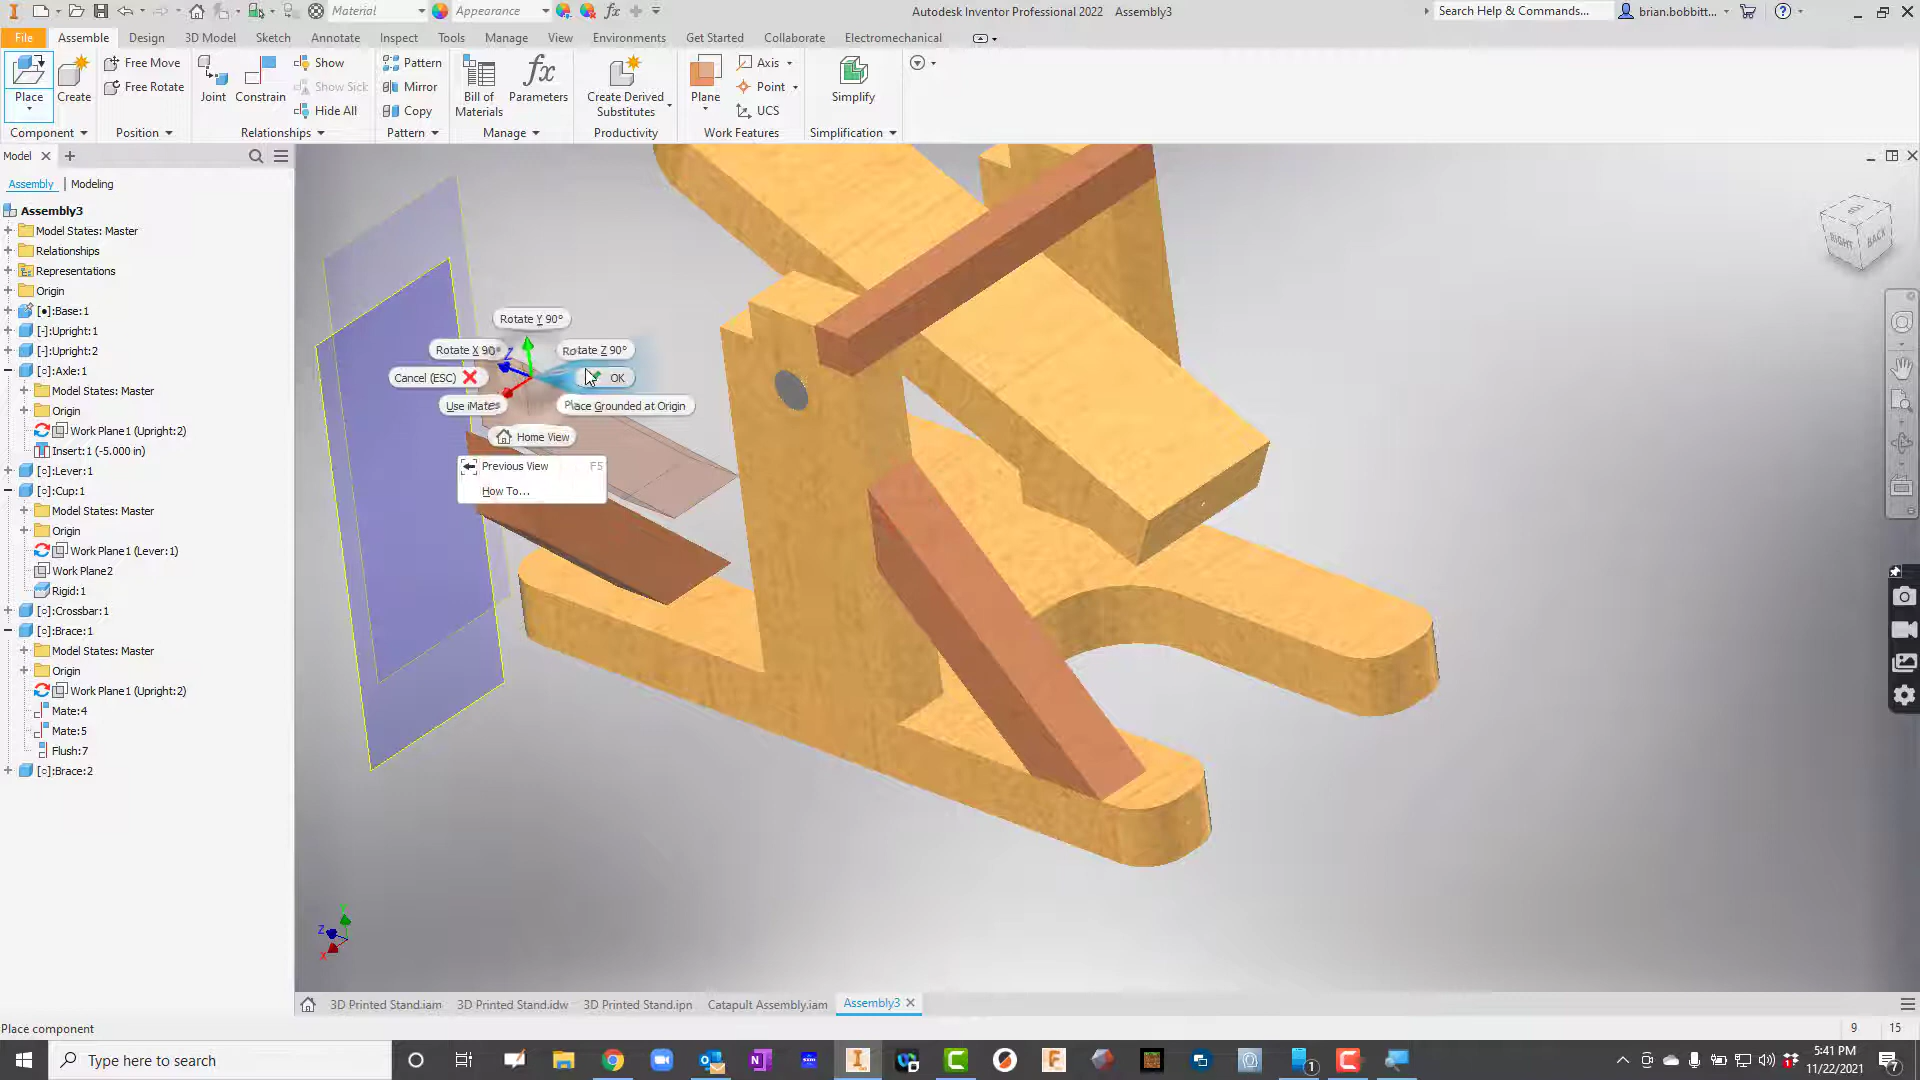 Material
Appearance
Autodesk Inventor Professional 2022 Assembly3
Search Help & Commands...
brian.bobbitt...
File
Assemble
Design
3D Model
Sketch
Annotate
Inspect
Tools
Manage
View
Environments
Get Started
Collaborate
Electromechanical
Place
Create
Free Move
Free Rotate
Joint
Constrain
Show
Show Sick
Hide All
Pattern
Mirror
Copy
Bill of
Materials
fx
Parameters
Create Derived
Substitutes
Plane
Axis
Point
UCS
Simplify
Component
Position
Relationships
Pattern
Manage
Productivity
Work Features
Simplification
Model
Assembly
Modeling
Assembly3
Model States: Master
Relationships
Representations
Origin
[●]:Base:1
[-]:Upright:1
[-]:Upright:2
[○]:Axle:1
Model States: Master
Origin
Work Plane1 (Upright:2)
Insert:1 (-5.000 in)
[○]:Lever:1
[○]:Cup:1
Model States: Master
Origin
Work Plane1 (Lever:1)
Work Plane2
Rigid:1
[○]:Crossbar:1
[○]:Brace:1
Model States: Master
Origin
Work Plane1 (Upright:2)
Mate:4
Mate:5
Flush:7
[○]:Brace:2
Rotate Y 90°
Rotate X 90°
Rotate Z 90°
Cancel (ESC)
OK
Use iMates
Place Grounded at Origin
Home View
Previous View F5
How To...
Z
RIGHT
BACK
Y
Z
X
3D Printed Stand.iam
3D Printed Stand.idw
3D Printed Stand.ipn
Catapult Assembly.iam
Assembly3
Place component
9
15
Type here to search
1
5:41 PM
11/22/2021
7